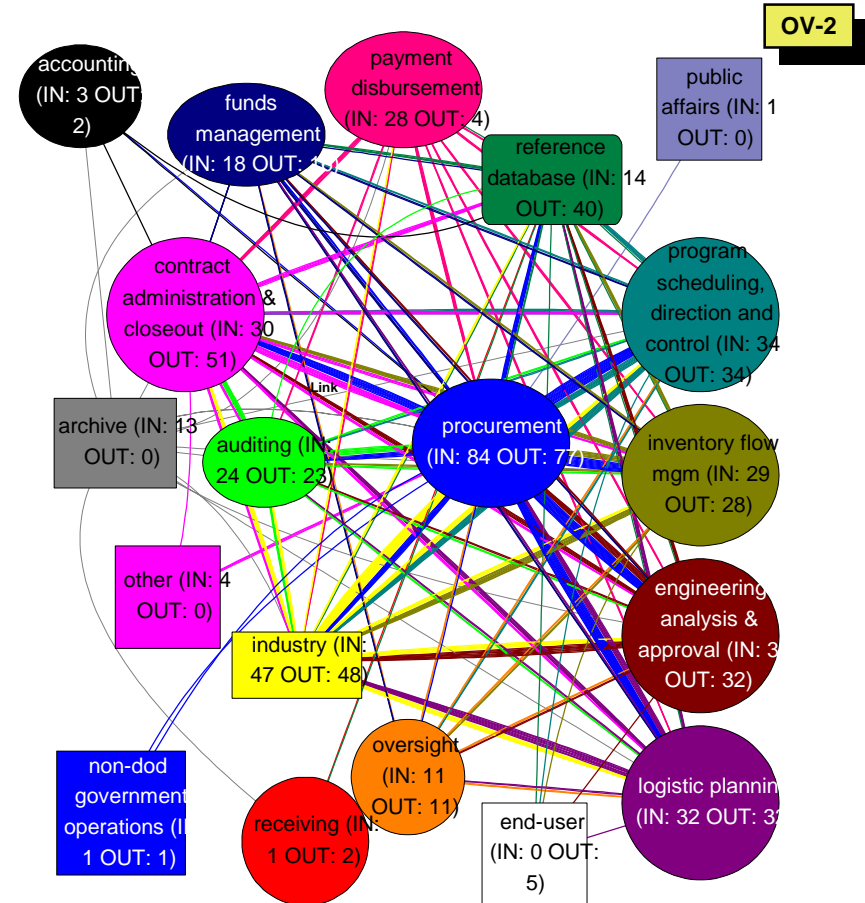 OV-2
accounting
(IN: 3 OUT:
2)
funds
management
(IN: 18 OUT: 10)
payment
disbursement
(IN: 28 OUT: 4)
public
affairs (IN: 1
OUT: 0)
reference
database (IN: 14
OUT: 40)
contract
administration &
closeout (IN: 30
OUT: 51)
program
scheduling,
direction and
control (IN: 34
OUT: 34)
Link
archive (IN: 13
OUT: 0)
auditing (IN:
24 OUT: 23)
procurement
(IN: 84 OUT: 77)
inventory flow
mgm (IN: 29
OUT: 28)
other (IN: 4
OUT: 0)
engineering
analysis &
approval (IN: 3
OUT: 32)
industry (IN:
47 OUT: 48)
non-dod
government
operations (I
1 OUT: 1)
oversight
(IN: 11
OUT: 11)
logistic planning
(IN: 32 OUT: 32
receiving (IN:
1 OUT: 2)
end-user
(IN: 0 OUT:
5)